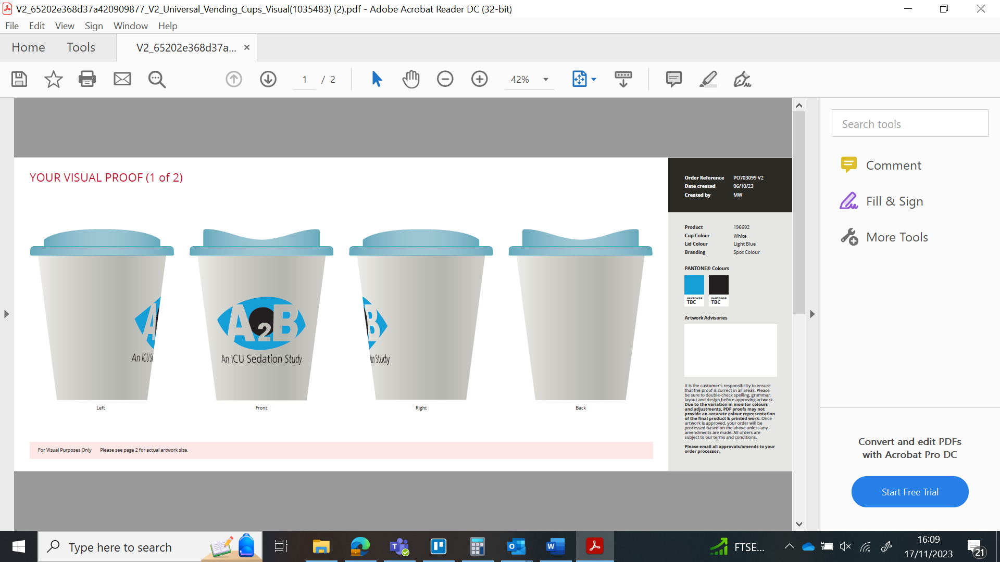 V2_65202e368d37a420909877_V2_Universal_Vending_Cups_Visual(1035483) (2).pdf - Adobe Acrobat Reader DC (32-bit)
File Edit View Sign Window Help
Home Tools V2_65202e368d37a... ×
1 / 2 42%
Search tools
Comment
Fill & Sign
More Tools
Convert and edit PDFs
with Acrobat Pro DC
Start Free Trial
YOUR VISUAL PROOF (1 of 2)
Order Reference PO703099 V2
Date created 06/10/23
Created by MW
Product 196692
Cup Colour White
Lid Colour Light Blue
Branding Spot Colour
PANTONE® Colours
PANTONE® PANTONE®
TBC TBC
Artwork Advisories
It is the customer's responsibility to ensure
that the proof is correct in all areas. Please
be sure to double-check spelling, grammar,
layout and design before approving artwork.
Due to the variation in monitor colours
and adjustments, PDF proofs may not
provide an accurate colour representation
of the final product & printed work. Once
artwork is approved, your order will be
processed based on the above unless any
amendments are made. All orders are
subject to our terms and conditions.
Please email all approvals/amends to your
order processor.
A
An ICU Se
A2B
An ICU Sedation Study
B
ion Study
Left Front Right Back
For Visual Purposes Only Please see page 2 for actual artwork size.
Type here to search
FTSE...
16:09
17/11/2023
21